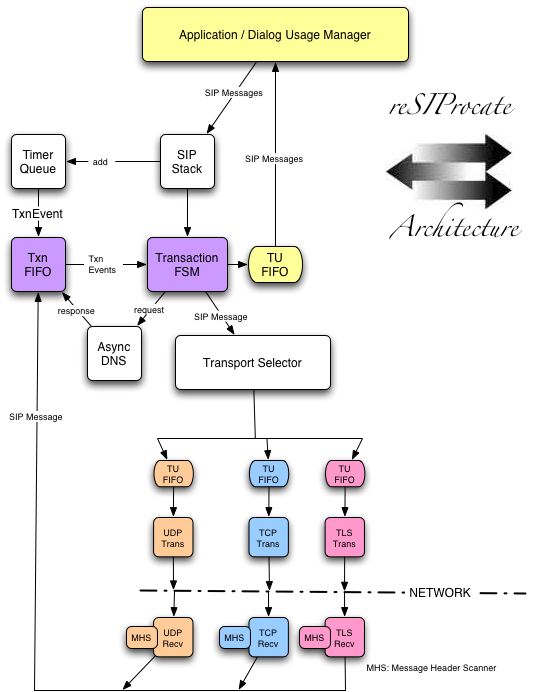 Application / Dialog Usage Manager
SIP Messages
reSIProcate
Timer
Queue
add
SIP
Stack
SIP Messages
TxnEvent
Architecture
Txn
FIFO
Txn
Events
Transaction
FSM
TU
FIFO
response
request
SIP Message
Async
DNS
Transport Selector
SIP Message
TU
FIFO
TU
FIFO
TU
FIFO
UDP
Trans
TCP
Trans
TLS
Trans
NETWORK
MHS
UDP
Recv
MHS
TCP
Recv
MHS
TLS
Recv
MHS: Message Header Scanner